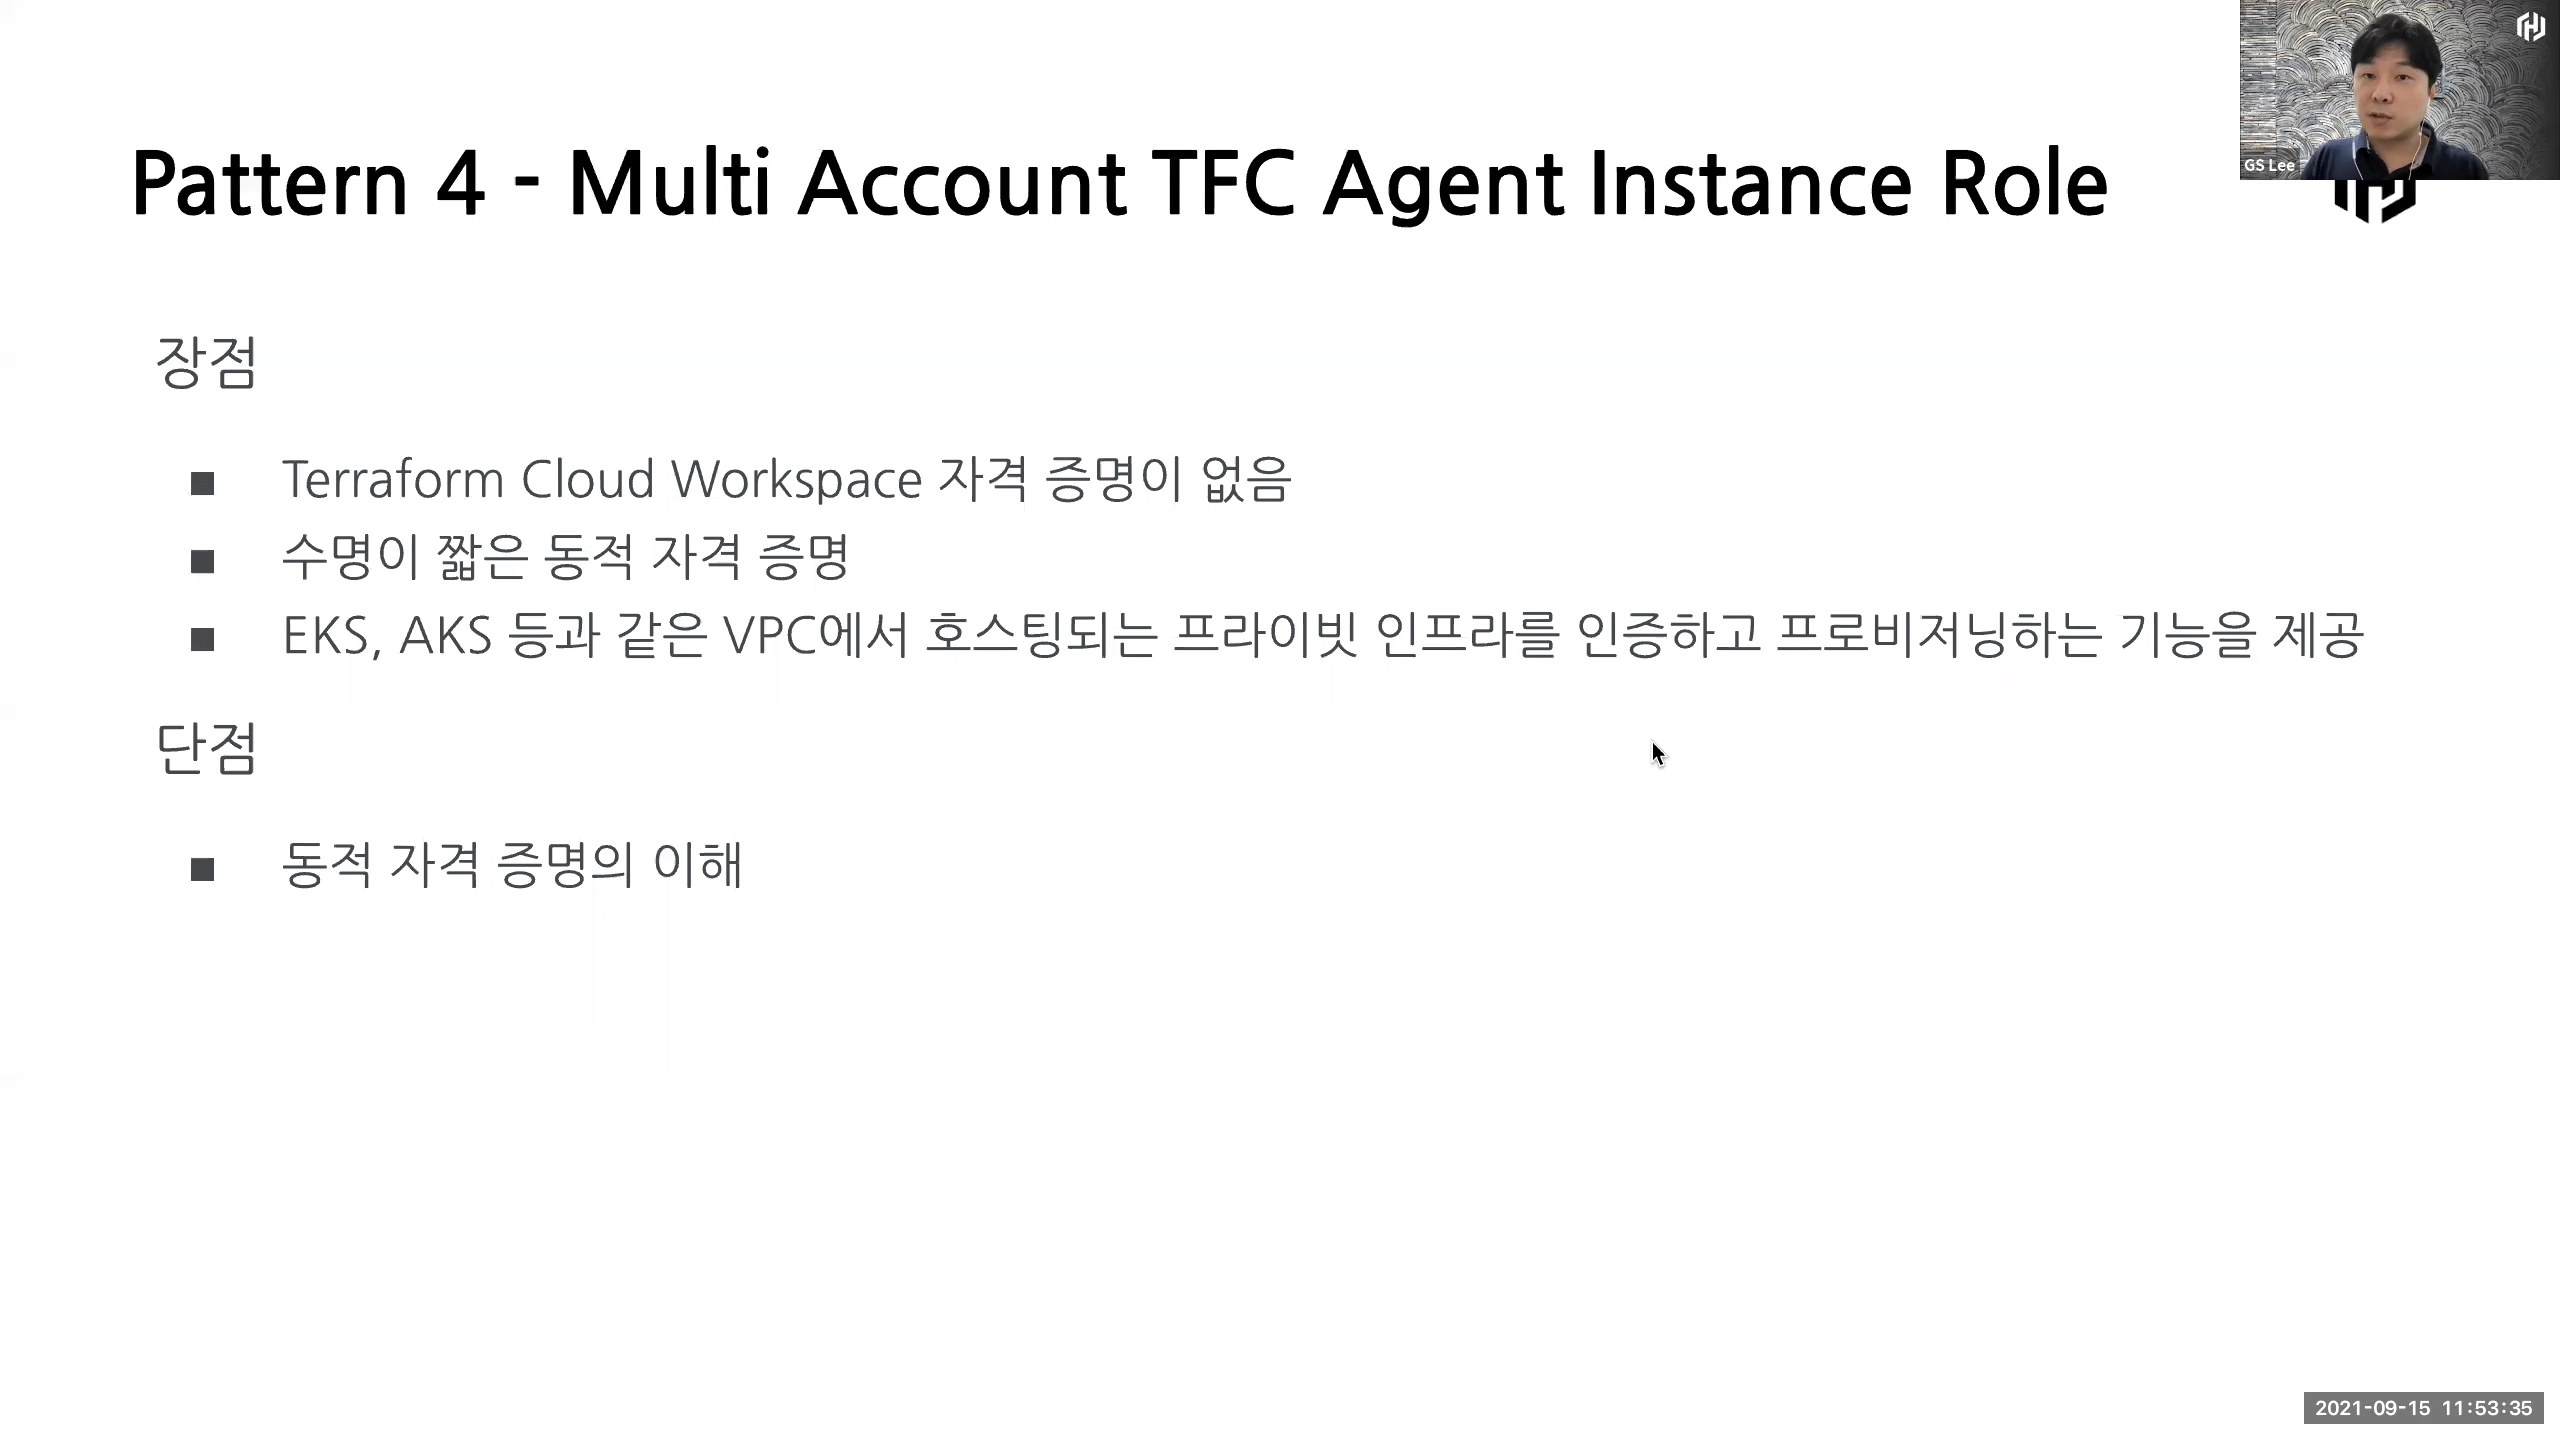 GS Lee
Pattern 4 - Multi Account TFC Agent Instance Role
장점
■ Terraform Cloud Workspace 자격 증명이 없음
■ 수명이 짧은 동적 자격 증명
■ EKS, AKS 등과 같은 VPC에서 호스팅되는 프라이빗 인프라를 인증하고 프로비저닝하는 기능을 제공
단점
■ 동적 자격 증명의 이해
2021-09-15 11:53:35